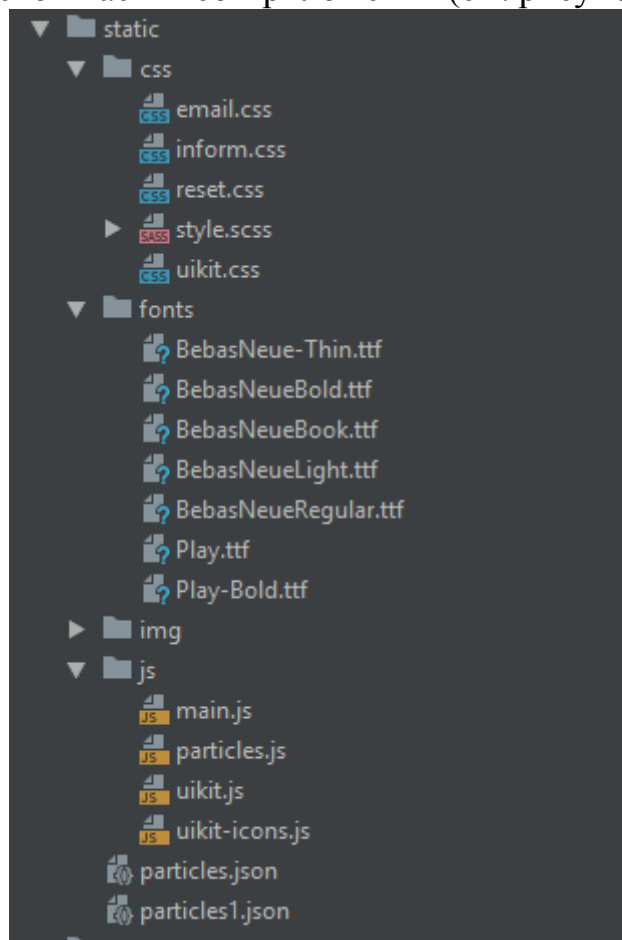 static
css
email.css
inform.css
reset.css
style.scss
uikit.css
fonts
BebasNeue-Thin.ttf
BebasNeueBold.ttf
BebasNeueBook.ttf
BebasNeueLight.ttf
BebasNeueRegular.ttf
Play.ttf
Play-Bold.ttf
img
js
main.js
particles.js
uikit.js
uikit-icons.js
particles.json
particles1.json